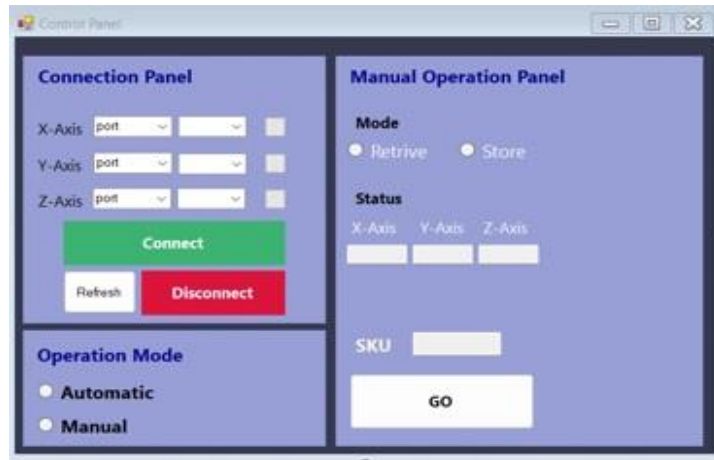 Control Panel
Connection Panel
X-Axis port
Y-Axis port
Z-Axis port
Connect
Refresh Disconnect
Operation Mode
Automatic
Manual
Manual Operation Panel
Mode
Retrive Store
Status
X-Axis Y-Axis Z-Axis
SKU
GO